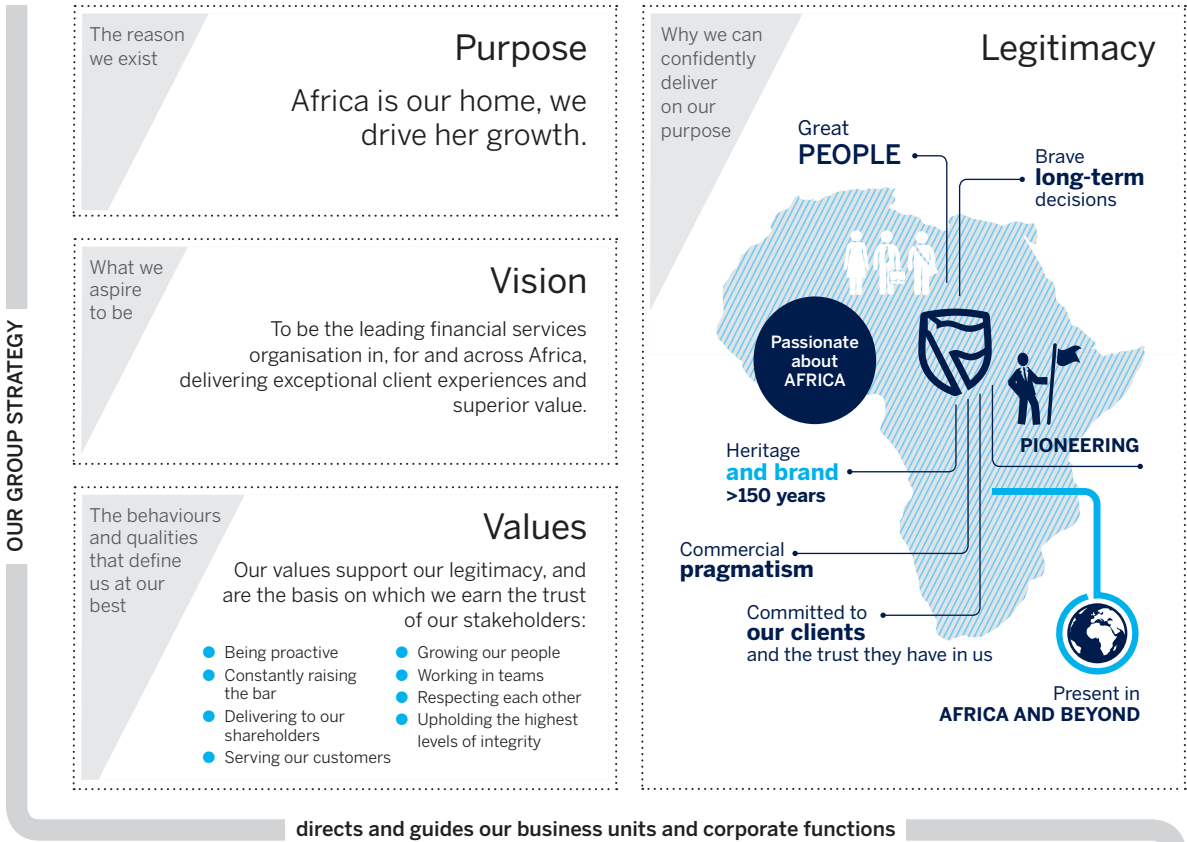 OUR GROUP STRATEGY
The reason
we exist
Purpose
Africa is our home, we
drive her growth.
What we
aspire
to be
Vision
To be the leading financial services
organisation in, for and across Africa,
delivering exceptional client experiences and
superior value.
The behaviours
and qualities
that define
us at our
best
Values
Our values support our legitimacy, and
are the basis on which we earn the trust
of our stakeholders:
Being proactive
Constantly raising
the bar
Delivering to our
shareholders
Serving our customers
Growing our people
Working in teams
Respecting each other
Upholding the highest
levels of integrity
Why we can
confidently
deliver
on our
purpose
Legitimacy
Great
PEOPLE
Brave
long-term
decisions
Passionate
about
AFRICA
PIONEERING
Heritage
and brand
>150 years
Commercial
pragmatism
Committed to
our clients
and the trust they have in us
Present in
AFRICA AND BEYOND
directs and guides our business units and corporate functions